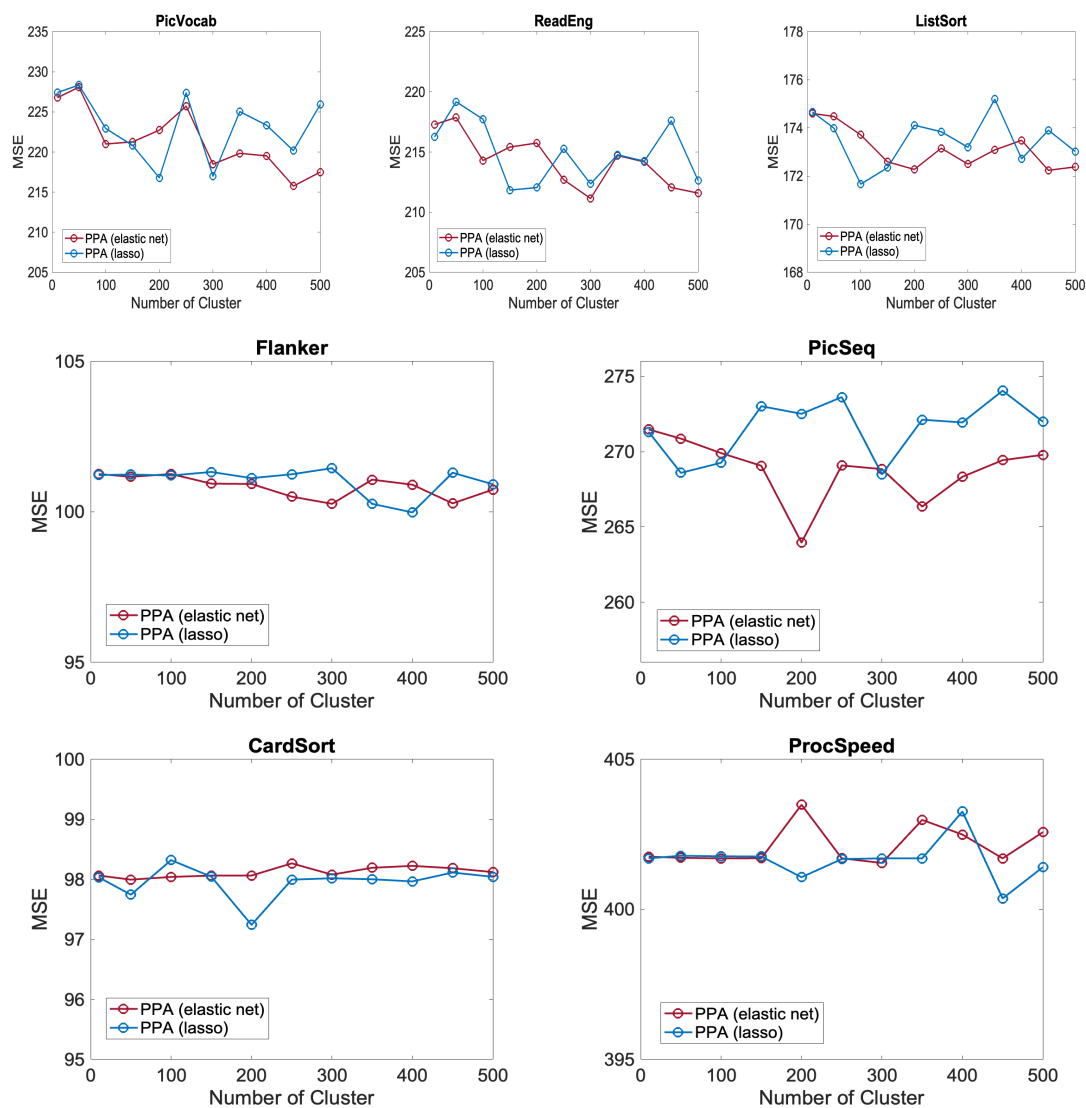 PicVocab
235
230
225
220
215
210
205
MSE
PPA (elastic net)
PPA (lasso)
0 100 200 300 400 500
Number of Cluster
ReadEng
225
220
215
210
205
MSE
PPA (elastic net)
PPA (lasso)
0 100 200 300 400 500
Number of Cluster
ListSort
178
176
174
172
170
168
MSE
PPA (elastic net)
PPA (lasso)
0 100 200 300 400 500
Number of Cluster
Flanker
105
100
95
MSE
PPA (elastic net)
PPA (lasso)
0 100 200 300 400 500
Number of Cluster
PicSeq
275
270
265
260
MSE
PPA (elastic net)
PPA (lasso)
0 100 200 300 400 500
Number of Cluster
CardSort
100
99
98
97
96
95
MSE
PPA (elastic net)
PPA (lasso)
0 100 200 300 400 500
Number of Cluster
ProcSpeed
405
400
395
MSE
PPA (elastic net)
PPA (lasso)
0 100 200 300 400 500
Number of Cluster